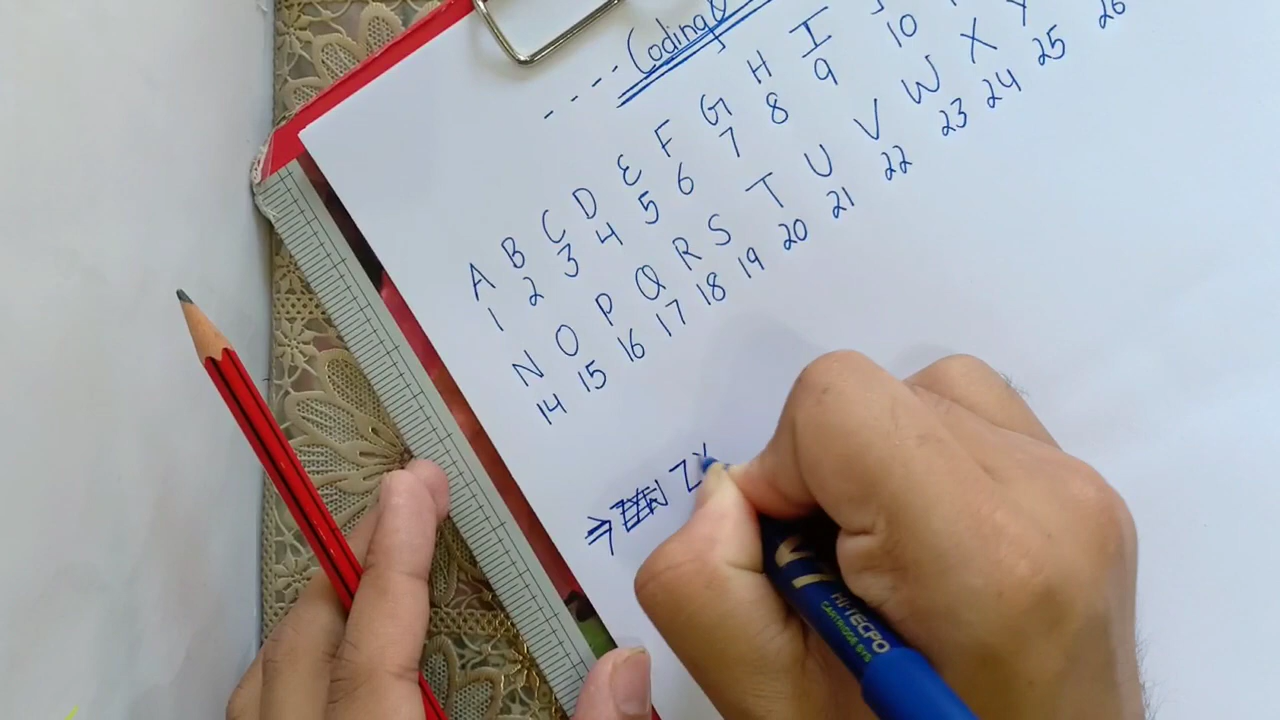 Coding
A B C D E F G H I
1 2 3 4 5 6 7 8 9 10
N O P Q R S T U V W X Y
14 15 16 17 18 19 20 21 22 23 24 25 26
HI-TECPO
CARTRIDGE SYS